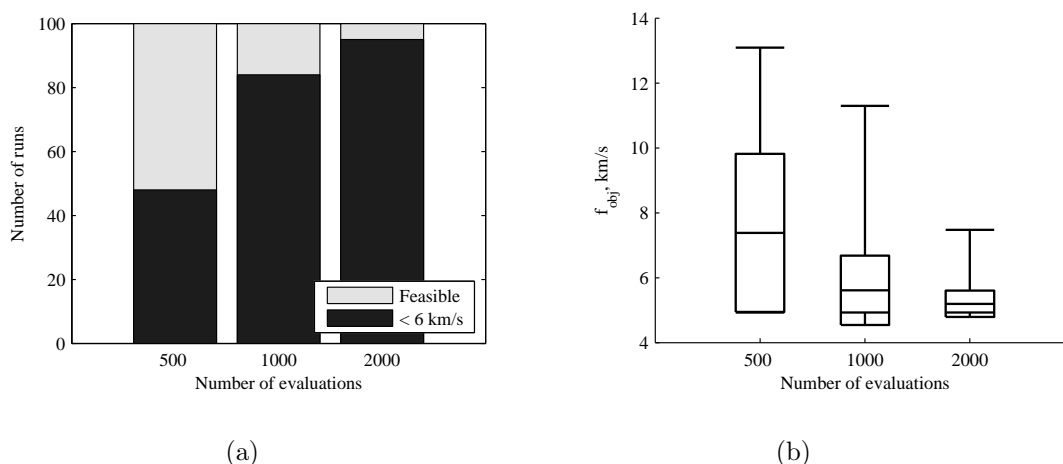 100
80
60
40
20
0
Number of runs
500 1000 2000
Number of evaluations
Feasible
< 6 km/s
(a)
14
12
10
8
6
4
f_obj, km/s
500 1000 2000
Number of evaluations
(b)